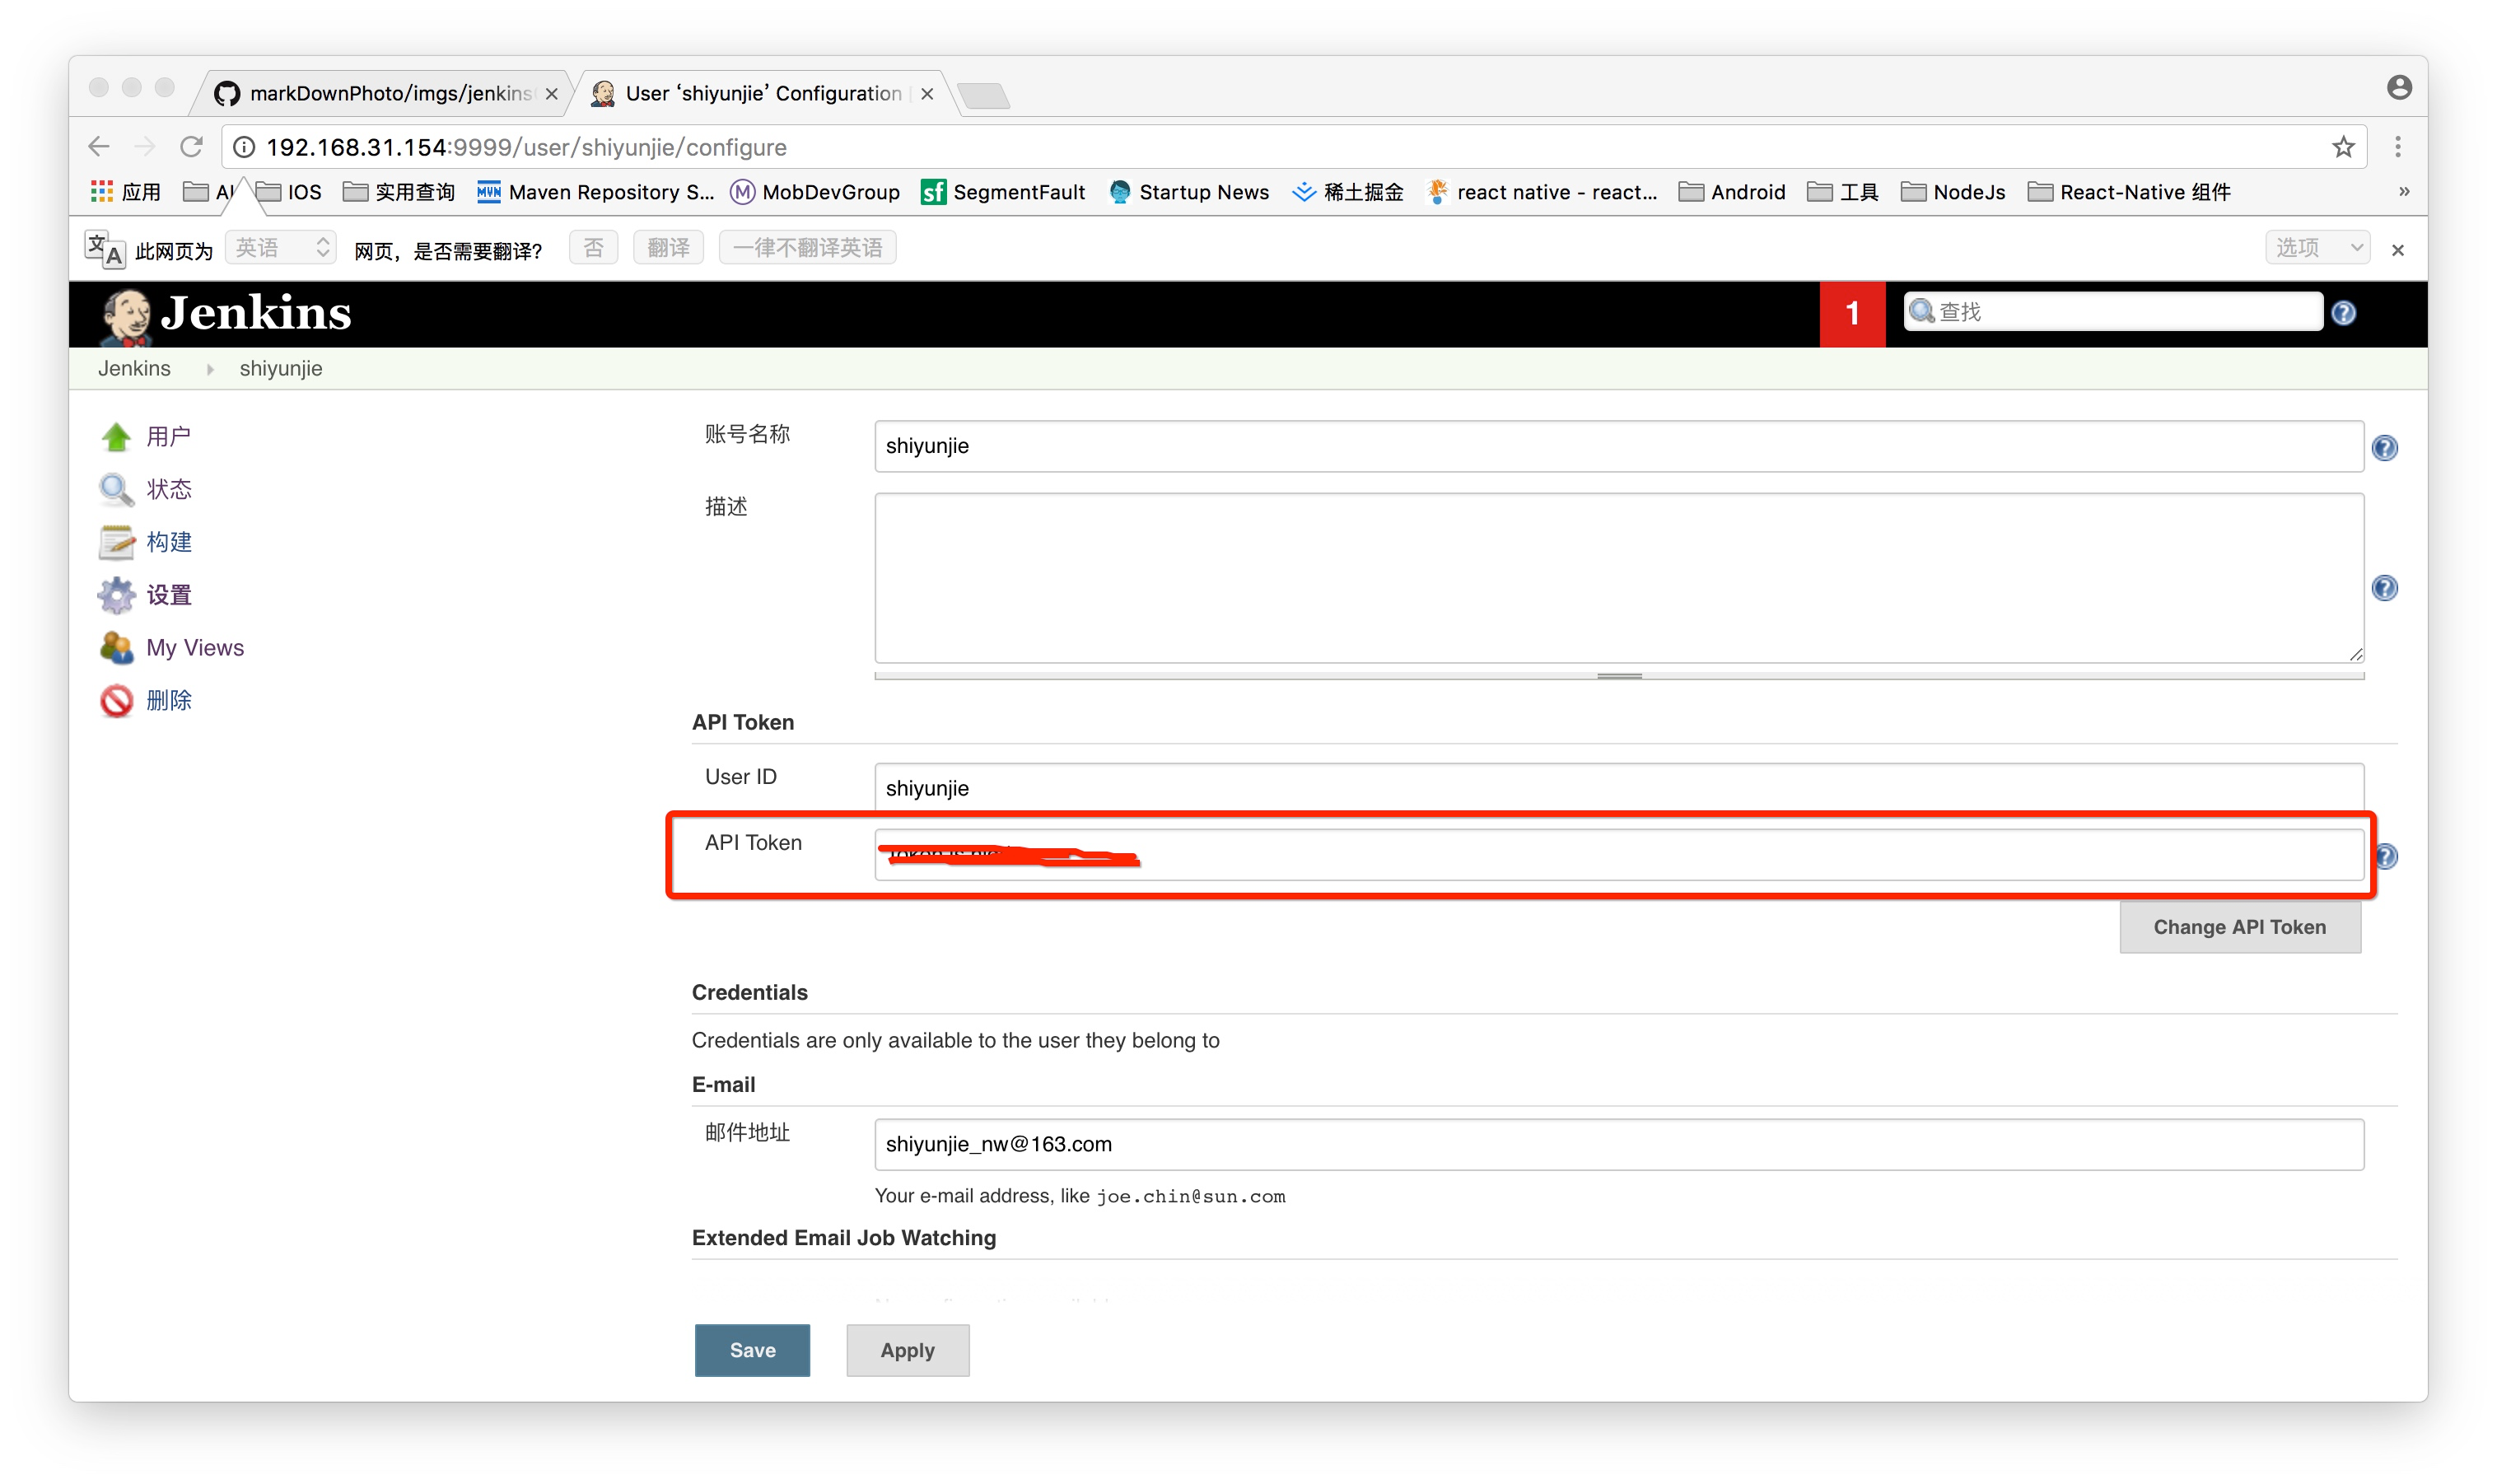 markDownPhoto/imgs/jenkins
User ‘shiyunjie’ Configuration
192.168.31.154:9999/user/shiyunjie/configure
应用 IOS 实用查询 MVN Maven Repository S... M MobDevGroup sf SegmentFault Startup News 稀土掘金 react native - react... Android 工具 NodeJs React-Native 组件 »
文A 此网页为 英语 网页，是否需要翻译? 否 翻译 一律不翻译英语 选项
Jenkins 1 查找
Jenkins shiyunjie
用户
状态
构建
设置
My Views
删除
账号名称 shiyunjie
描述
API Token
User ID shiyunjie
API Token
Change API Token
Credentials
Credentials are only available to the user they belong to
E-mail
邮件地址 shiyunjie_nw@163.com
Your e-mail address, like joe.chin@sun.com
Extended Email Job Watching
Save Apply